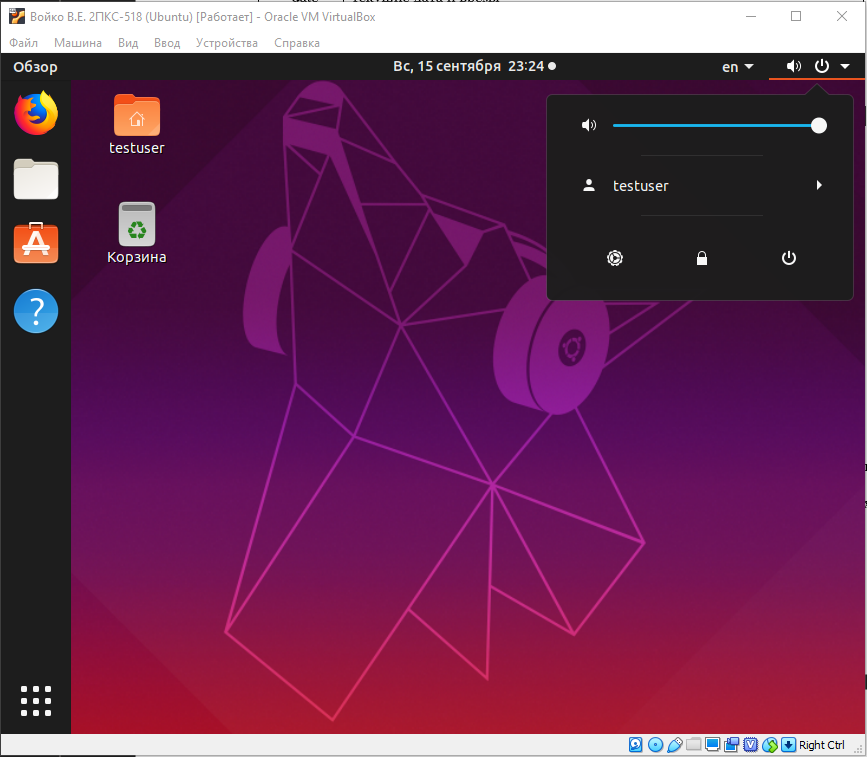 Войко В.Е. 2ПКС-518 (Ubuntu) [Работает] - Oracle VM VirtualBox
Файл Машина Вид Ввод Устройства Справка
Обзор Вс, 15 сентября 23:24 en
testuser
testuser
Корзина
?
Right Ctrl